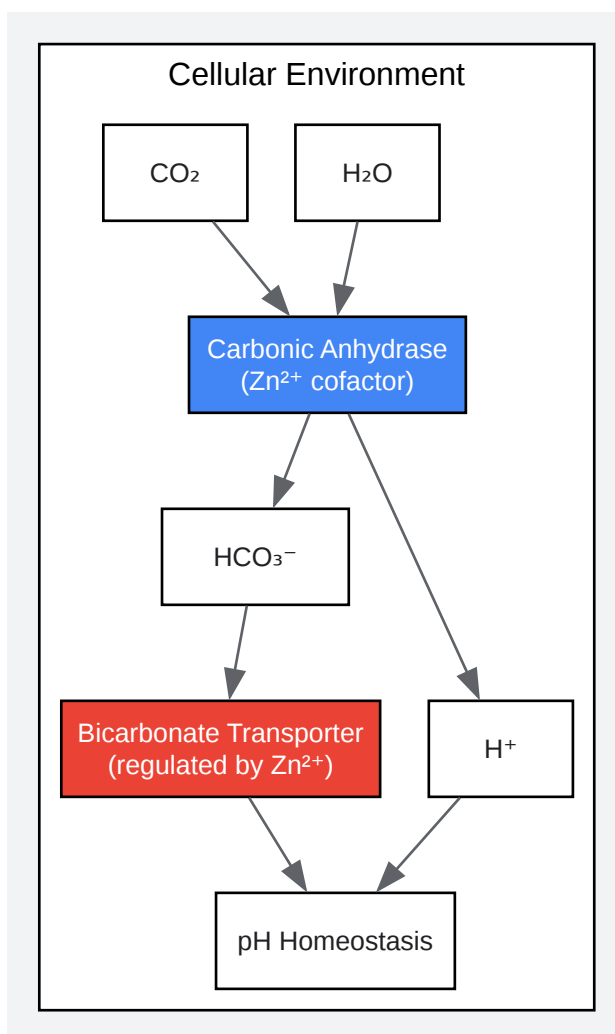 Cellular Environment
CO₂
H₂O
Carbonic Anhydrase
(Zn²⁺ cofactor)
HCO₃⁻
Bicarbonate Transporter
(regulated by Zn²⁺)
H⁺
pH Homeostasis